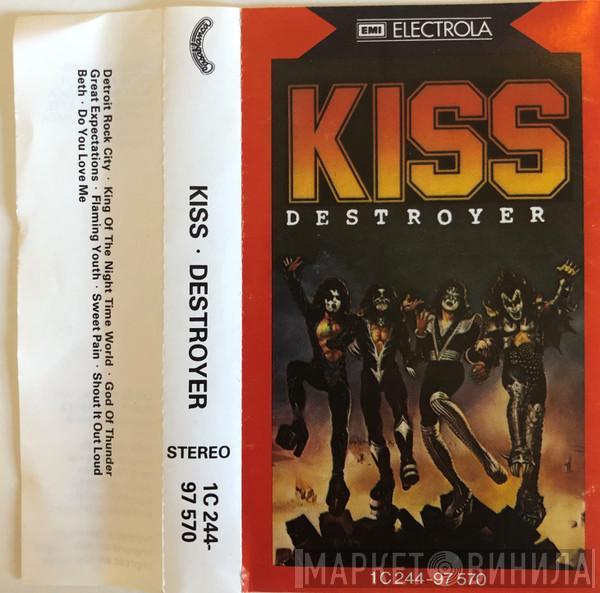 Detroit Rock City · King Of The Night Time World · God Of Thunder
Great Expectations · Flaming Youth · Sweet Pain · Shout It Out Loud
Beth · Do You Love Me
KISS · DESTROYER
STEREO
1C 244-
97 570
EMI ELECTROLA
KISS
DESTROYER
МАРКЕТ ВИНИЛА
1C 244-97 570